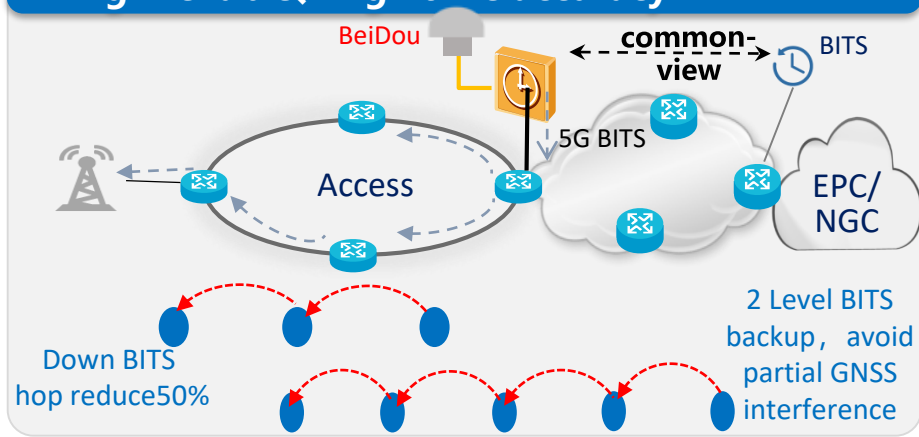 BeiDou
common-
view
BITS
5G BITS
Access
EPC/
NGC
Down BITS
hop reduce50%
2 Level BITS
backup，avoid
partial GNSS
interference